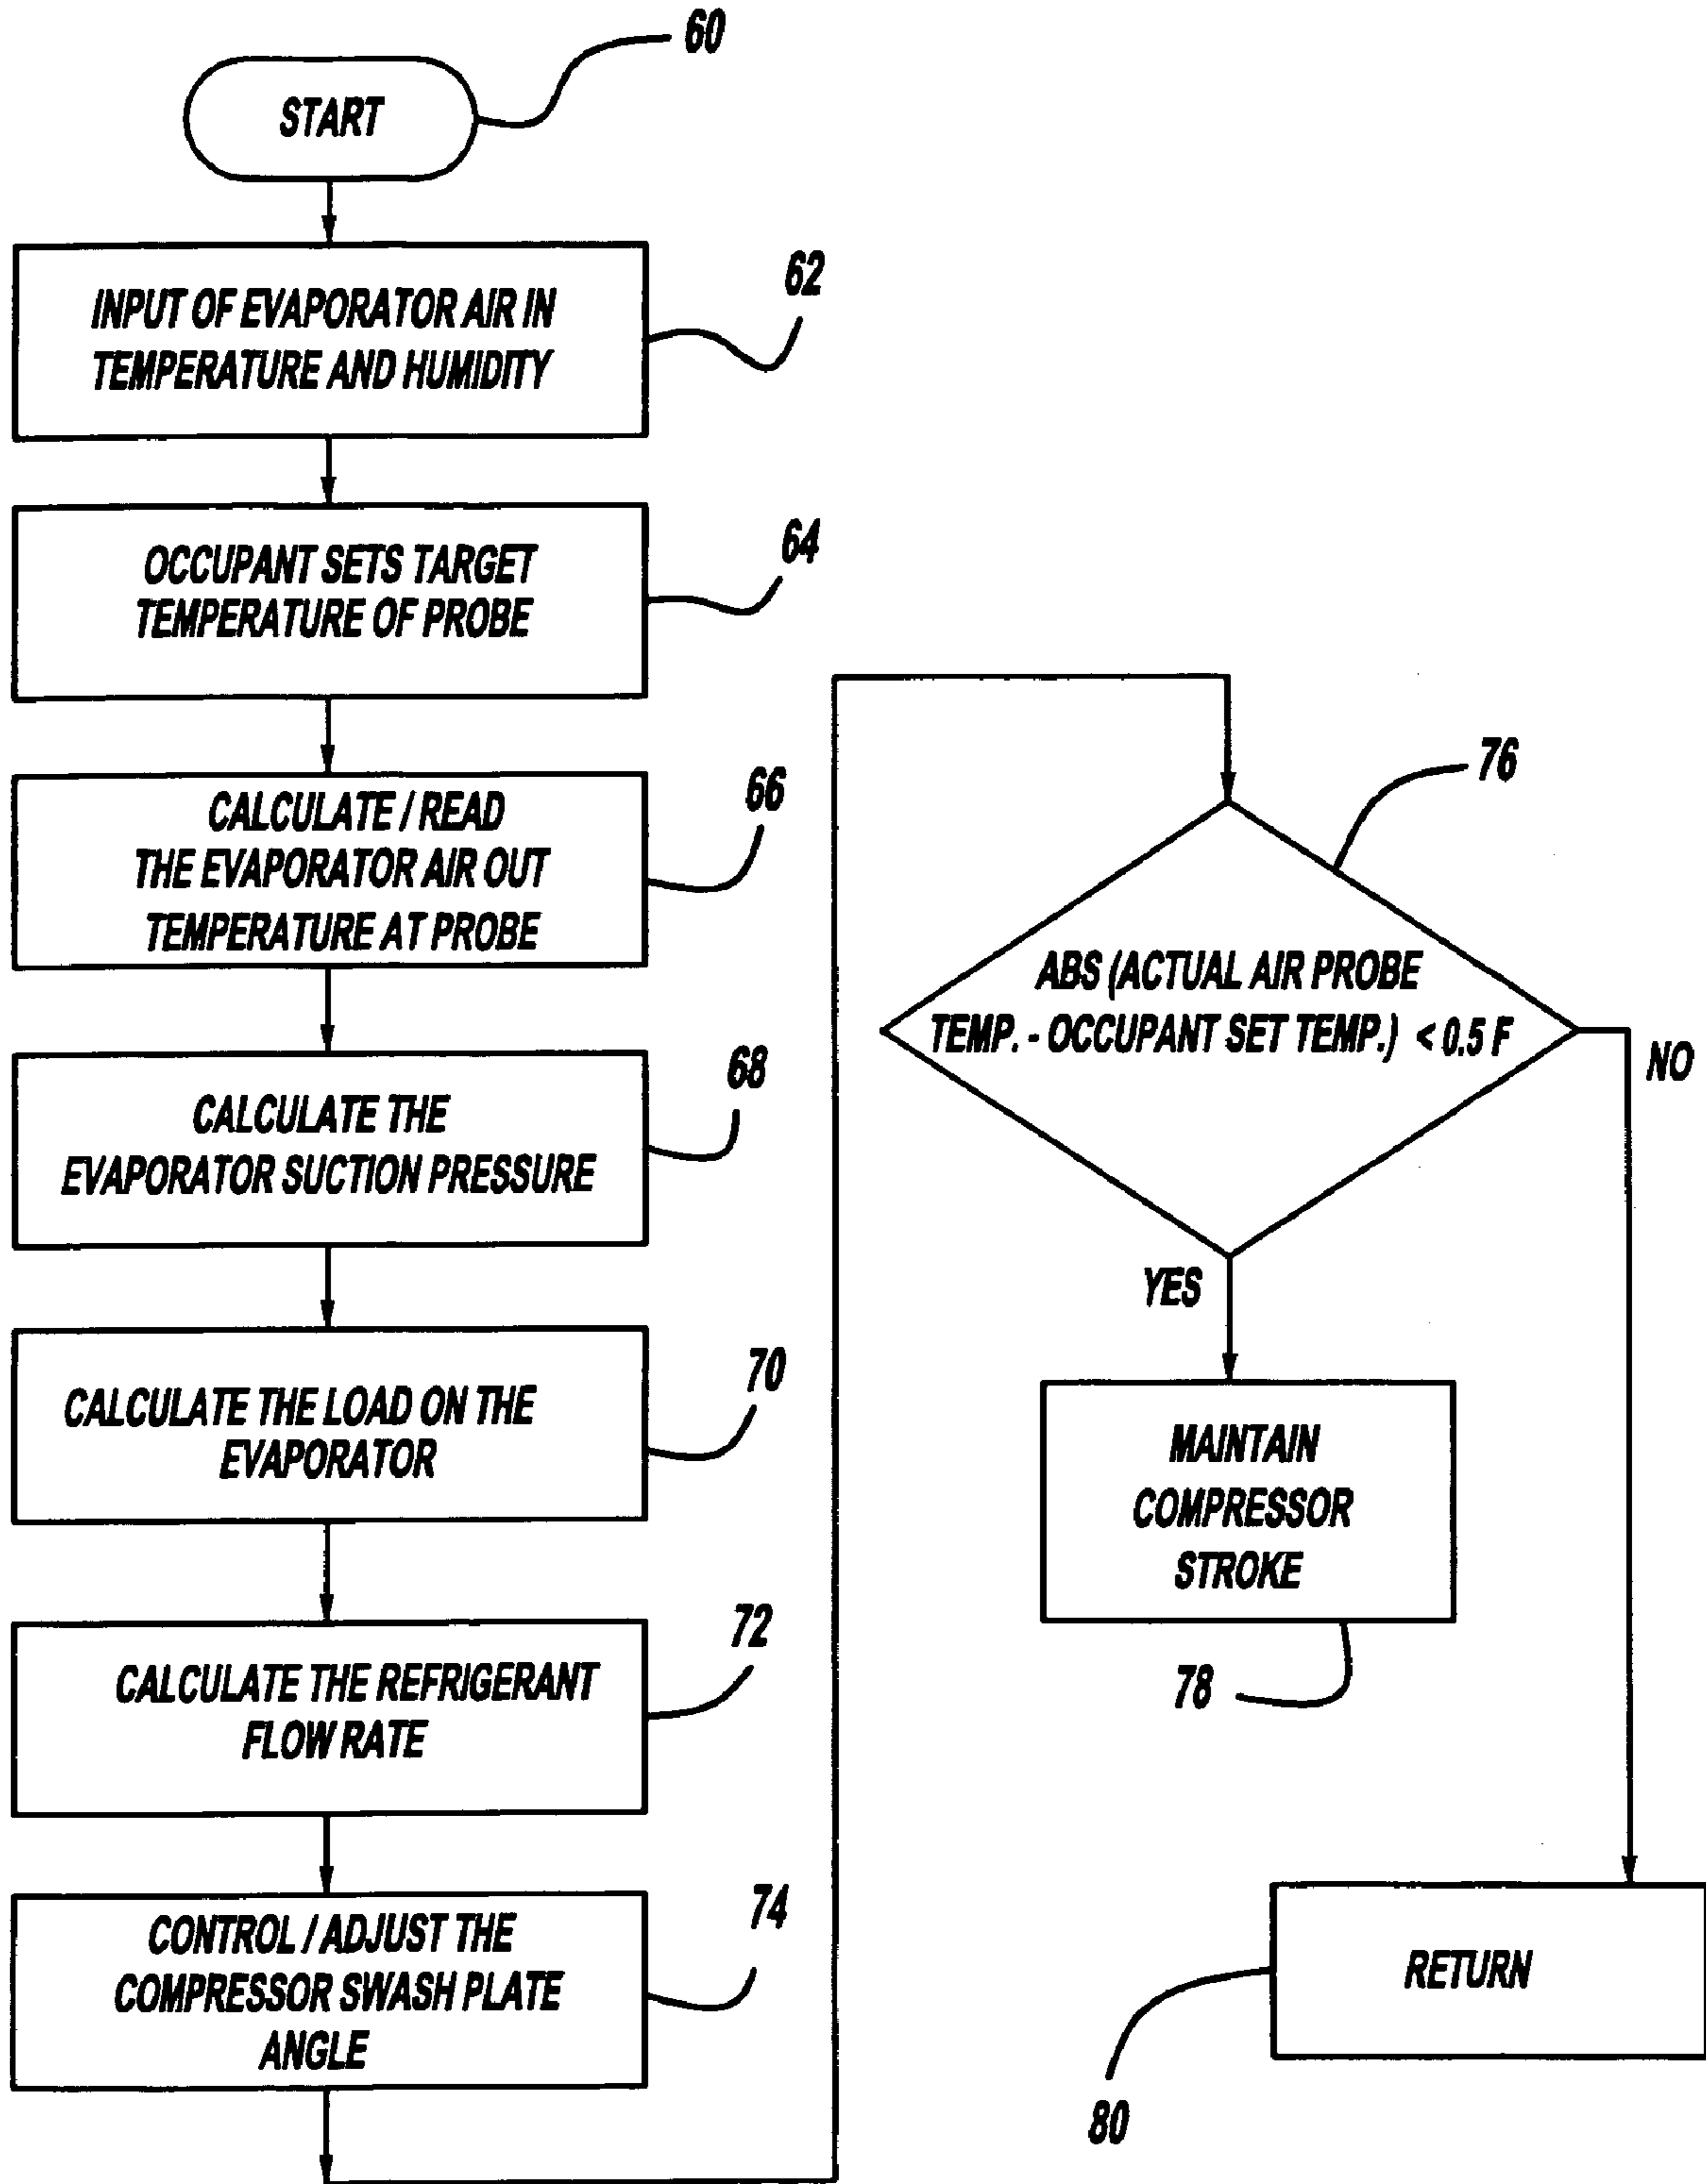 60
START
62
INPUT OF EVAPORATOR AIR IN
TEMPERATURE AND HUMIDITY
64
OCCUPANT SETS TARGET
TEMPERATURE OF PROBE
66
CALCULATE / READ
THE EVAPORATOR AIR OUT
TEMPERATURE AT PROBE
68
CALCULATE THE
EVAPORATOR SUCTION PRESSURE
70
CALCULATE THE LOAD ON THE
EVAPORATOR
72
CALCULATE THE REFRIGERANT
FLOW RATE
74
CONTROL / ADJUST THE
COMPRESSOR SWASH PLATE
ANGLE
76
ABS (ACTUAL AIR PROBE
TEMP. - OCCUPANT SET TEMP.) < 0.5 F
NO
YES
MAINTAIN
COMPRESSOR
STROKE
78
RETURN
80